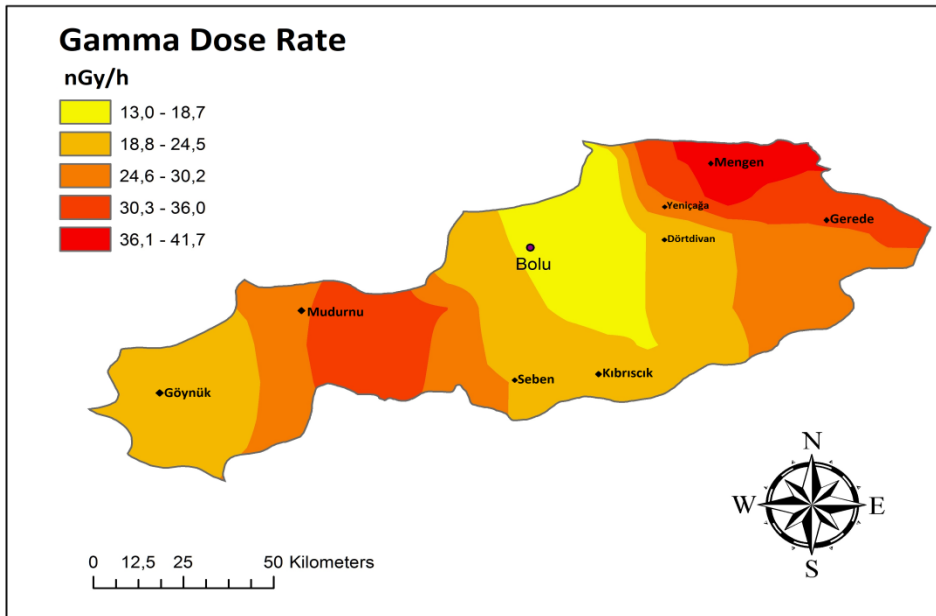 Gamma Dose Rate
nGy/h
13,0 - 18,7
18,8 - 24,5
24,6 - 30,2
30,3 - 36,0
36,1 - 41,7
Mengen
Yeniçağa
Gerede
Dörtdivan
Bolu
Mudurnu
Seben
Kıbrıscık
Göynük
N
W E
S
0 12,5 25 50 Kilometers